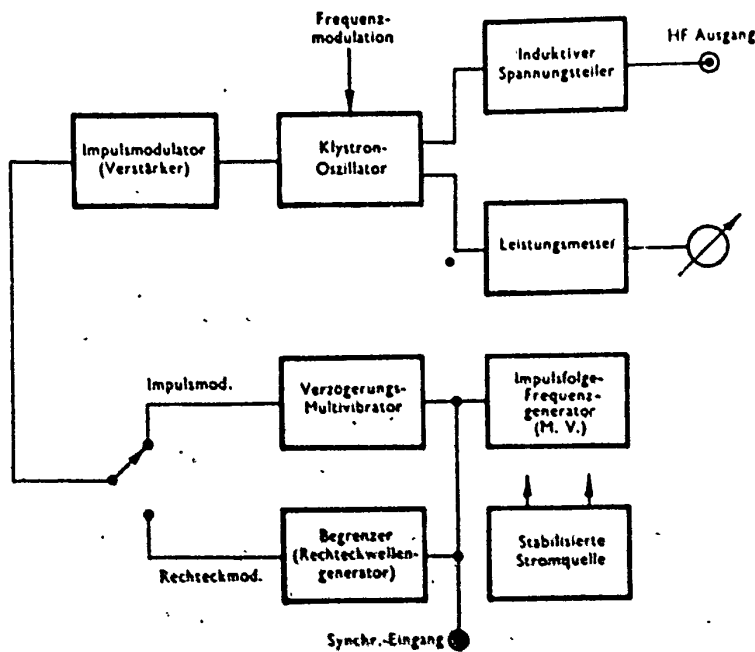 Frequenz-
modulation
HF Ausgang
Induktiver
Spannungsteiler
Impulsmodulator
(Verstärker)
Klystron-
Oszillator
Leistungsmesser
Impulsmod.
Verzögerungs-
Multivibrator
Impulsfolge-
Frequenz-
generator
(M. V.)
Rechteckmod.
Begrenzer
(Rechteckwellen-
generator)
Stabilisierte
Stromquelle
Synchr.-Eingang